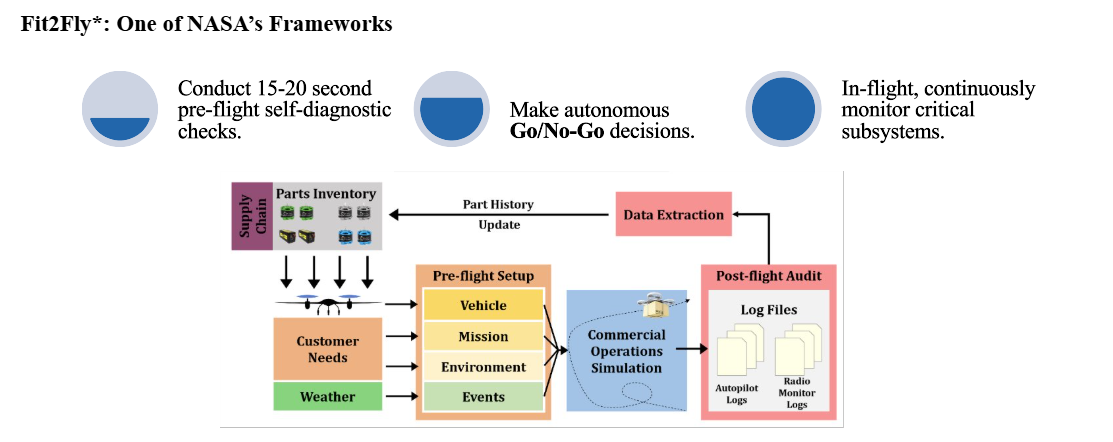 Fit2Fly*: One of NASA's Frameworks
Conduct 15-20 second
pre-flight self-diagnostic
checks.
Make autonomous
Go/No-Go decisions.
In-flight, continuously
monitor critical
subsystems.
Supply
Chain
Parts Inventory
Part History
Update
Data Extraction
Pre-flight Setup
Vehicle
Mission
Environment
Events
Customer
Needs
Weather
Commercial
Operations
Simulation
Post-flight Audit
Log Files
Autopilot
Logs
Radio
Monitor
Logs